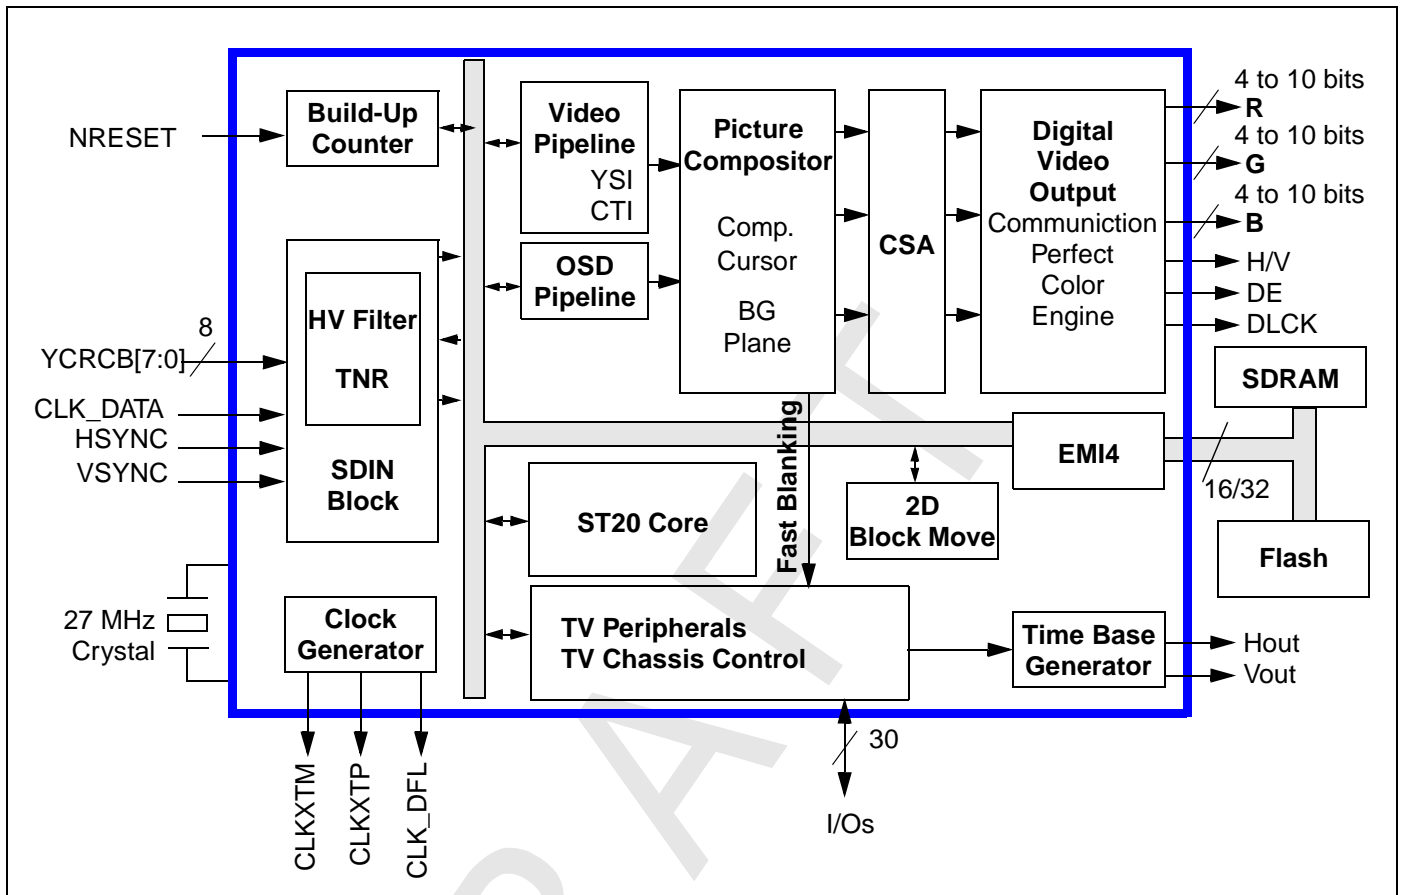 NRESET
Build-Up
Counter
Video
Pipeline
YSI
CTI
OSD
Pipeline
Picture
Compositor
Comp.
Cursor
BG
Plane
CSA
Digital
Video
Output
Communiction
Perfect
Color
Engine
4 to 10 bits
R
4 to 10 bits
G
4 to 10 bits
B
H/V
DE
DLCK
YCRCB[7:0]
8
CLK_DATA
HSYNC
VSYNC
HV Filter
TNR
SDIN
Block
Fast Blanking
EMI4
SDRAM
16/32
Flash
ST20 Core
2D
Block Move
27 MHz
Crystal
Clock
Generator
TV Peripherals
TV Chassis Control
Time Base
Generator
Hout
Vout
CLKXTM
CLKXTP
CLK_DFL
30
I/Os
RAFT